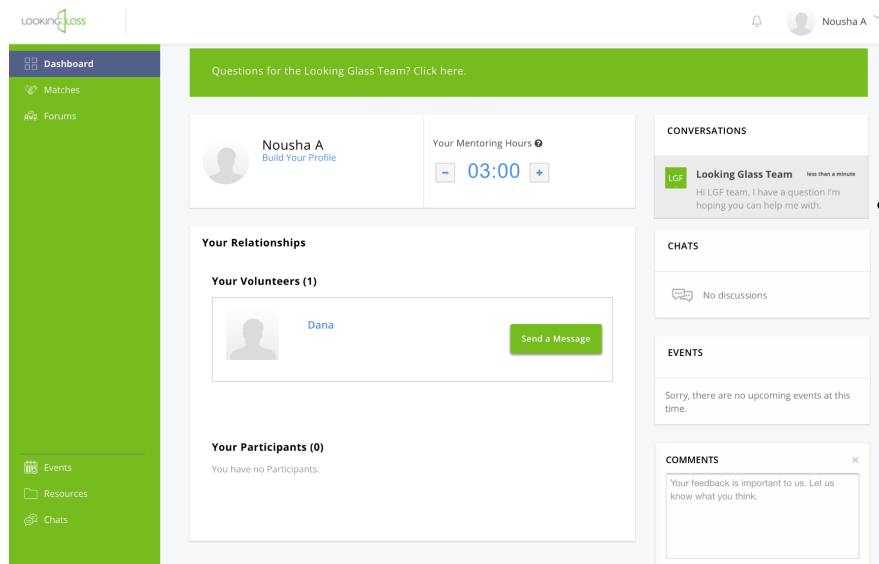 LOOKING GLASS
Nousha A
Dashboard
Matches
Forums
Events
Resources
Chats
Questions for the Looking Glass Team? Click here.
Nousha A
Build Your Profile
Your Mentoring Hours ?
- 03:00 +
Your Relationships
Your Volunteers (1)
Dana
Send a Message
Your Participants (0)
You have no Participants.
CONVERSATIONS
LGF
Looking Glass Team less than a minute
Hi LGF team, I have a question I'm
hoping you can help me with.
CHATS
No discussions
EVENTS
Sorry, there are no upcoming events at this
time.
COMMENTS ×
Your feedback is important to us. Let us
know what you think.